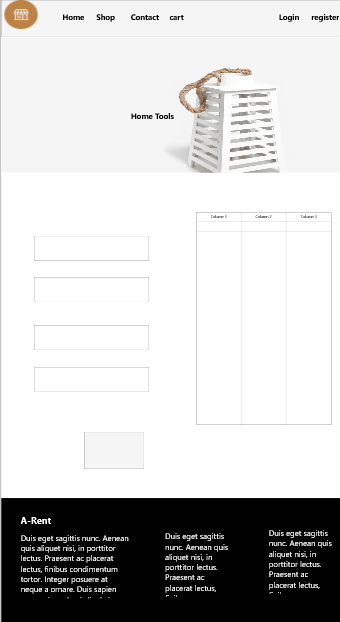 Home Shop Contact cart Login register
Home Tools
Column 1 Column 2 Column 3
A-Rent
Duis eget sagittis nunc. Aenean
quis aliquet nisi, in porttitor
lectus. Praesent ac placerat
lectus, finibus condimentum
tortor. Integer posuere at
neque a ornare. Duis sapien
Duis eget sagittis
nunc. Aenean
quis aliquet nisi, in
porttitor lectus.
Praesent ac
placerat lectus,
Duis eget sagittis
nunc. Aenean
quis aliquet nisi, in
porttitor lectus.
Praesent ac
placerat lectus,